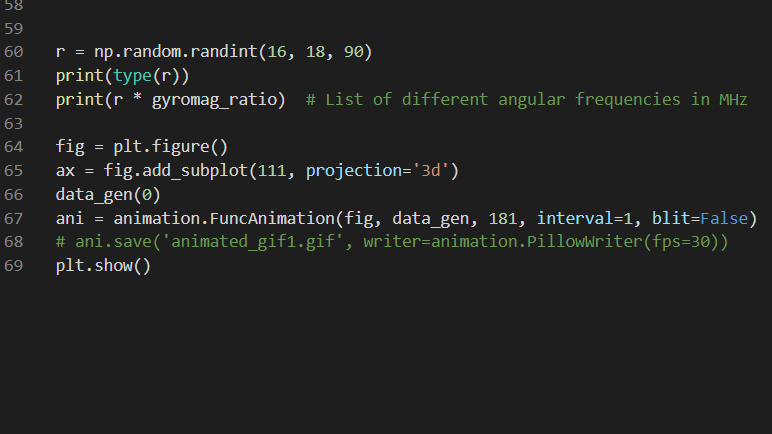 58
59
60 r = np.random.randint(16, 18, 90)
61 print(type(r))
62 print(r * gyromag_ratio)  # List of different angular frequencies in MHz
63
64 fig = plt.figure()
65 ax = fig.add_subplot(111, projection='3d')
66 data_gen(0)
67 ani = animation.FuncAnimation(fig, data_gen, 181, interval=1, blit=False)
68 # ani.save('animated_gif1.gif', writer=animation.PillowWriter(fps=30))
69 plt.show()